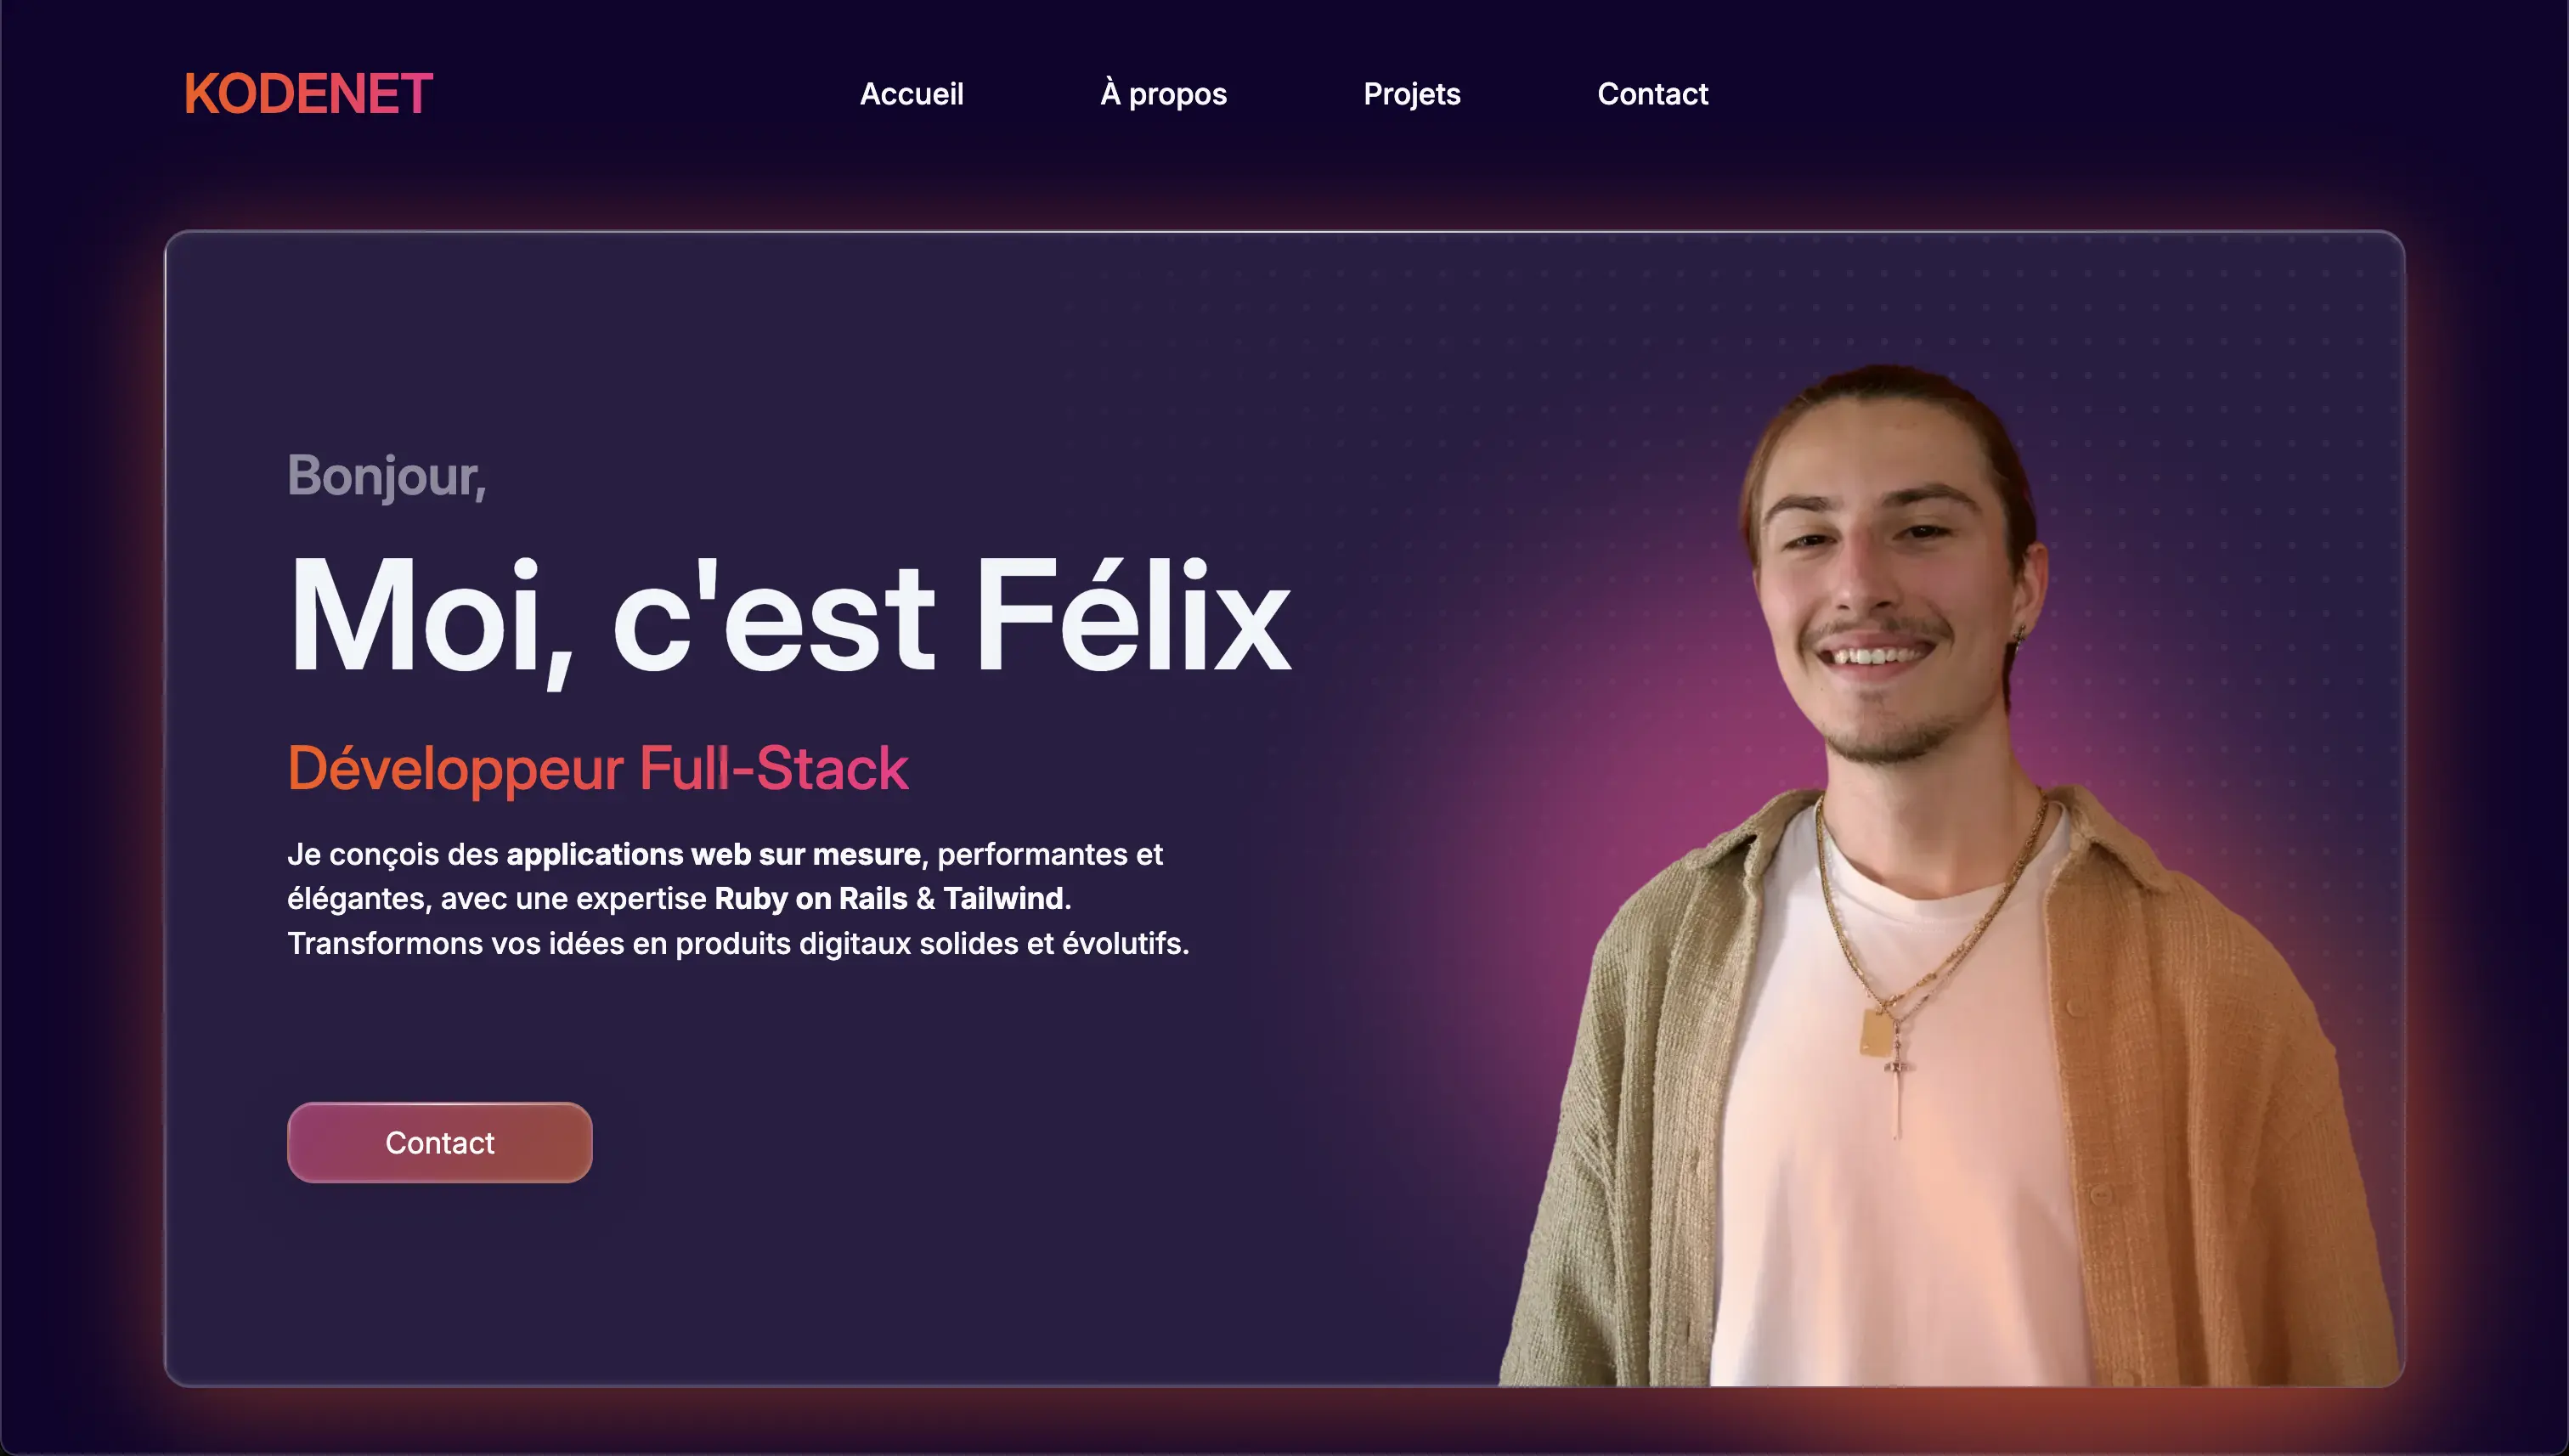 KODENET
Accueil
À propos
Projets
Contact
Bonjour,
Moi, c'est Félix
Développeur Full-Stack
Je conçois des applications web sur mesure, performantes et
élégantes, avec une expertise Ruby on Rails & Tailwind.
Transformons vos idées en produits digitaux solides et évolutifs.
Contact